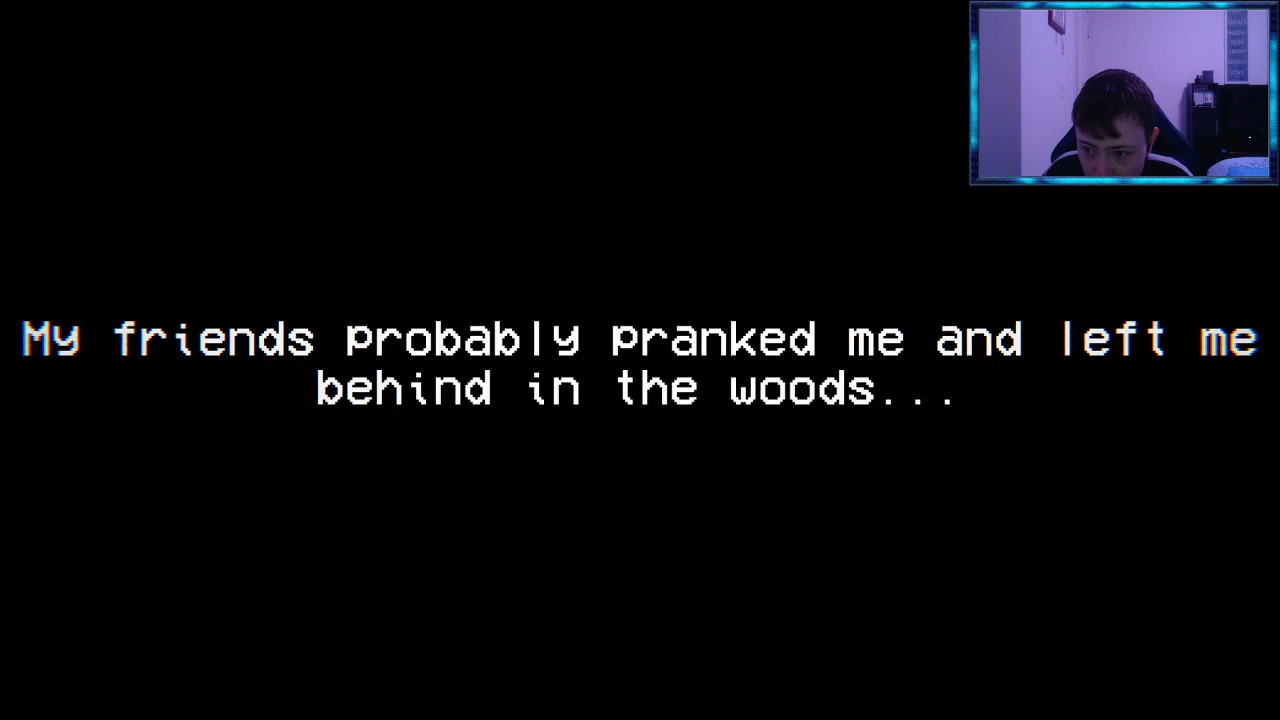 My friends probably pranked me and left me
behind in the woods...